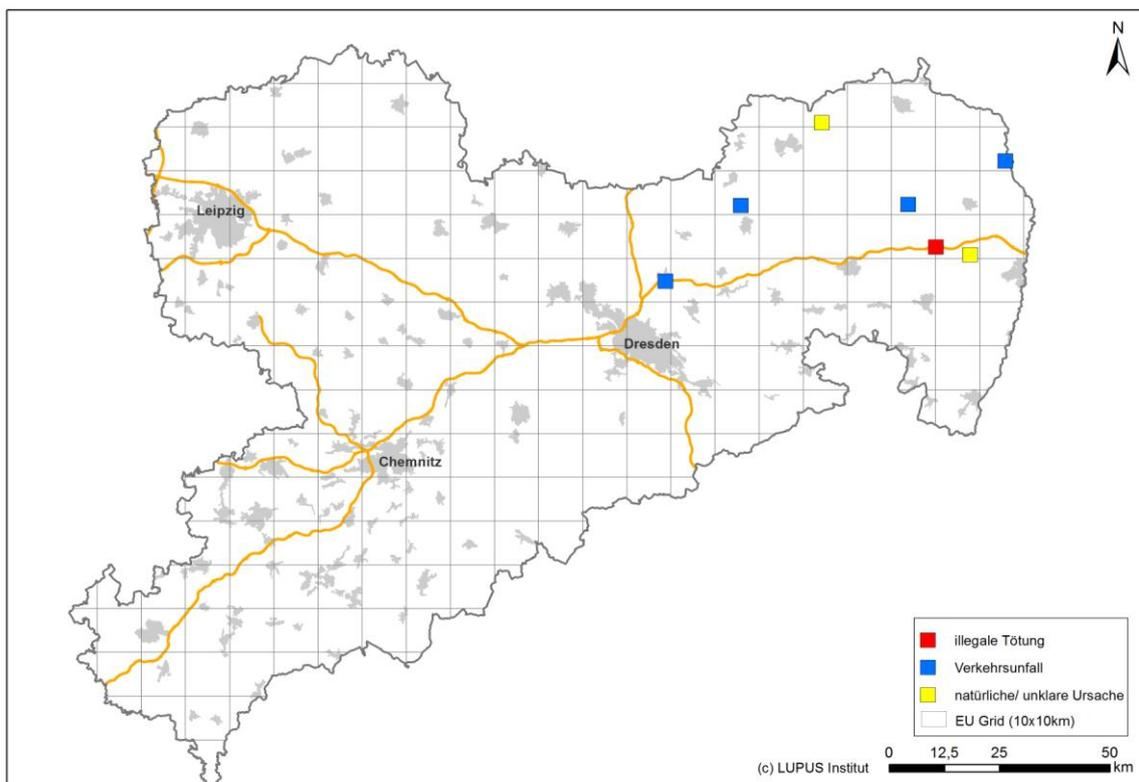 N
Leipzig
Dresden
Chemnitz
illegale Tötung
Verkehrsunfall
natürliche/ unklare Ursache
EU Grid (10x10km)
0 12,5 25 50
km
(c) LUPUS Institut